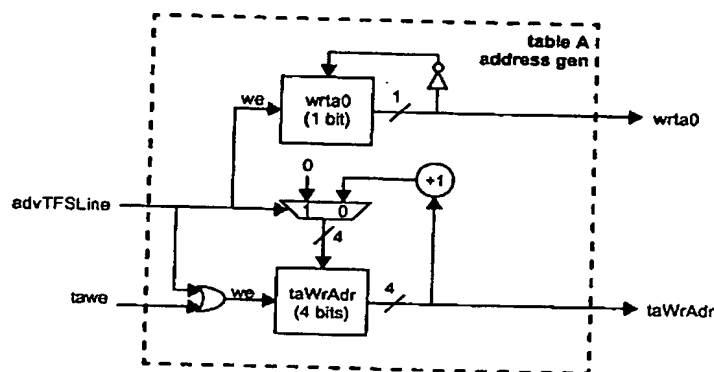 table A
address gen
we
wrta0
(1 bit)
1
wrta0
0
+1
advTFSLine
1 0
4
tawe
we
taWrAdr
(4 bits)
4
taWrAdr